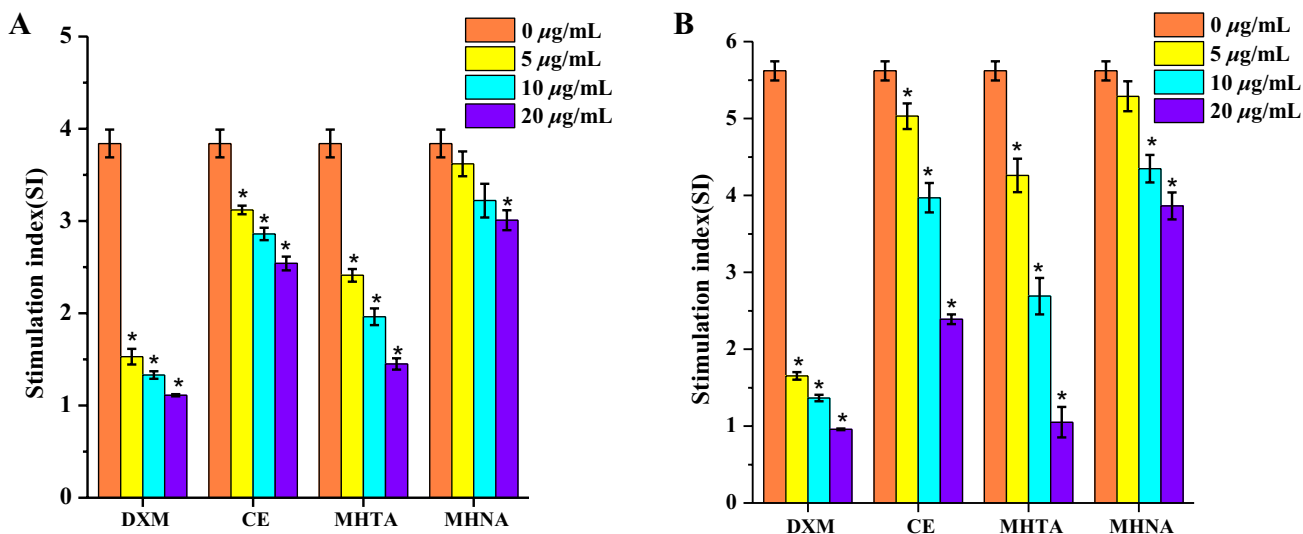 A
Stimulation index(SI)
5
4
3
2
1
0
0 μg/mL
5 μg/mL
10 μg/mL
20 μg/mL
* * *
* * *
* * *
*
DXM CE MHTA MHNA
B
Stimulation index(SI)
6
5
4
3
2
1
0
0 μg/mL
5 μg/mL
10 μg/mL
20 μg/mL
* * *
* * *
* * *
* *
DXM CE MHTA MHNA